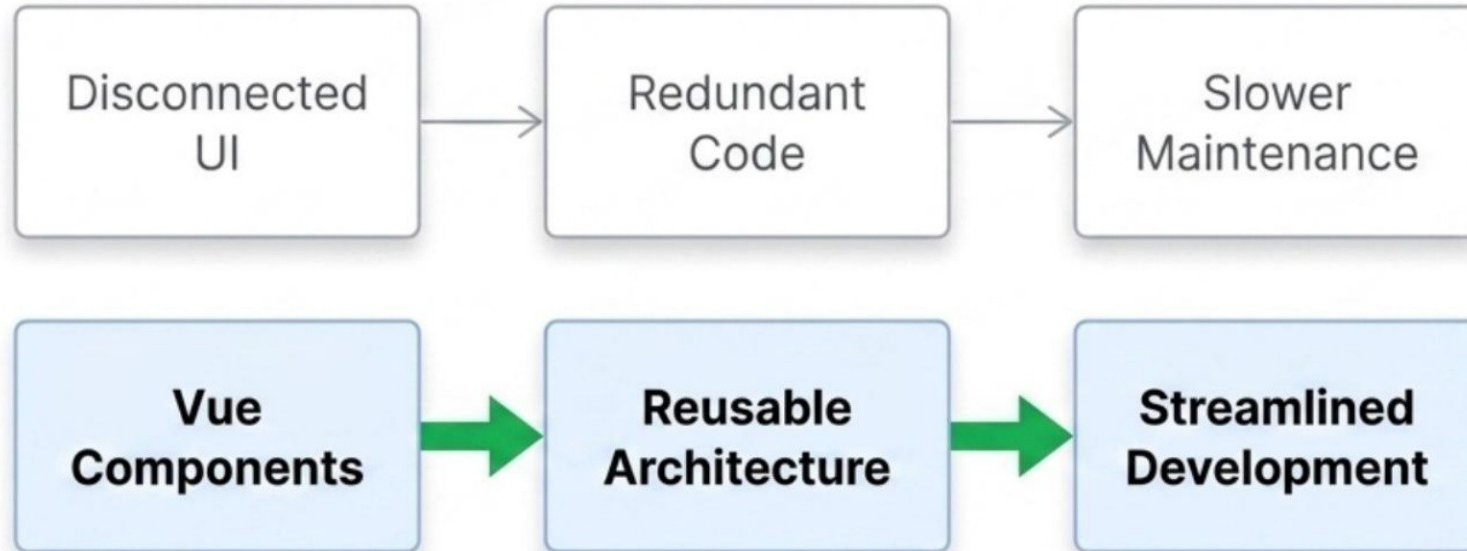 Disconnected
UI
Redundant
Code
Slower
Maintenance
Vue
Components
Reusable
Architecture
Streamlined
Development